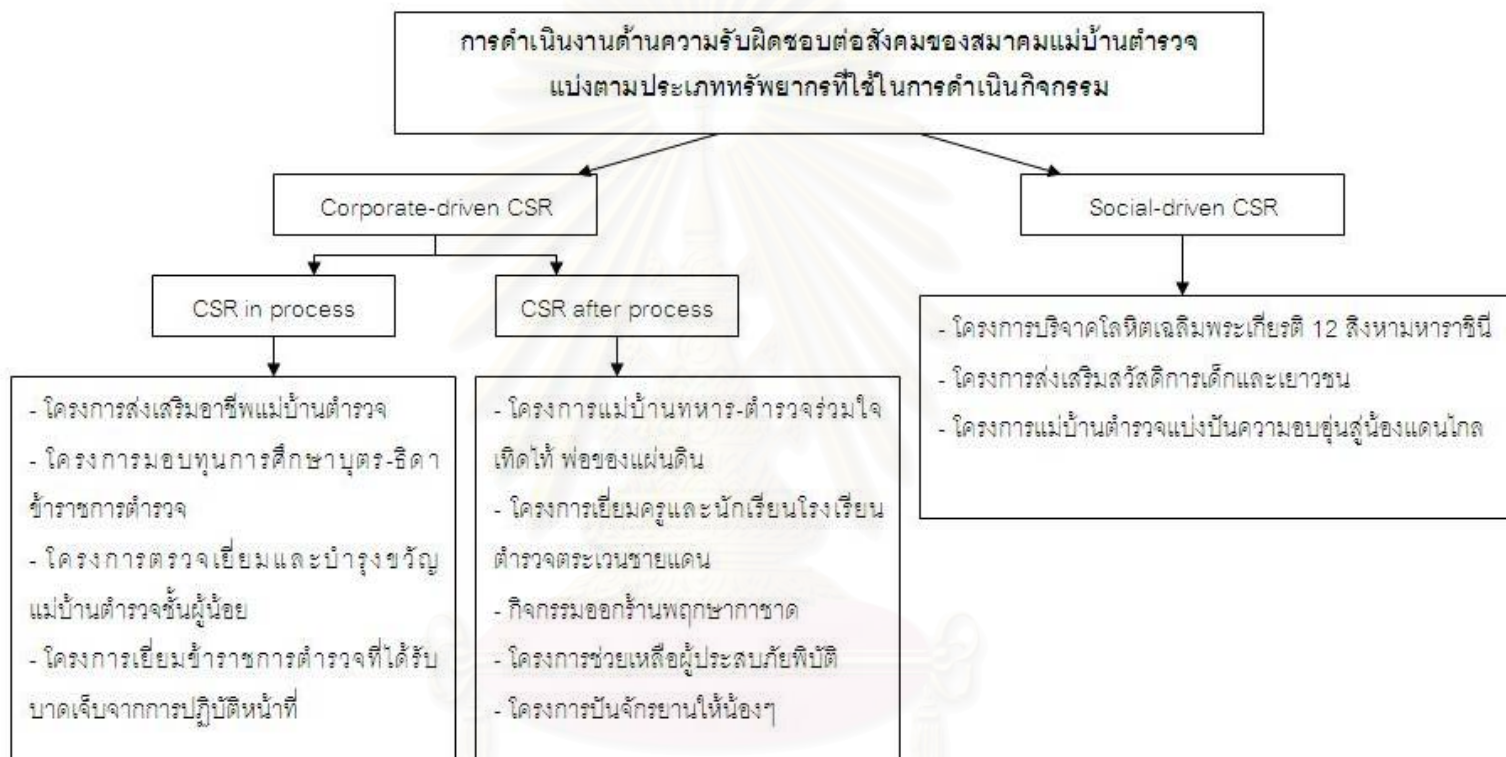 การดำเนินงานด้านความรับผิดชอบต่อสังคมของสมาคมแม่บ้านตำรวจ
แบ่งตามประเภททรัพยากรที่ใช้ในการดำเนินกิจกรรม
Corporate-driven CSR
Social-driven CSR
CSR in process
CSR after process
- โครงการส่งเสริมอาชีพแม่บ้านตำรวจ
- โครงการมอบทุนการศึกษาบุตร-ธิดา
ข้าราชการตำรวจ
- โครงการตรวจเยี่ยมและบำรุงขวัญ
แม่บ้านตำรวจชั้นผู้น้อย
- โครงการเยี่ยมข้าราชการตำรวจที่ได้รับ
บาดเจ็บจากการปฏิบัติหน้าที่
- โครงการแม่บ้านทหาร-ตำรวจร่วมใจ
เทิดไท้ พ่อของแผ่นดิน
- โครงการเยี่ยมครูและนักเรียนโรงเรียน
ตำรวจตระเวนชายแดน
- กิจกรรมออกร้านพฤกษากาชาด
- โครงการช่วยเหลือผู้ประสบภัยพิบัติ
- โครงการปันจักรยานให้น้องๆ
- โครงการบริจาคโลหิตเฉลิมพระเกียรติ 12 สิงหามหาราชินี
- โครงการส่งเสริมสวัสดิการเด็กและเยาวชน
- โครงการแม่บ้านตำรวจแบ่งปันความอบอุ่นสู่น้องแดนไกล